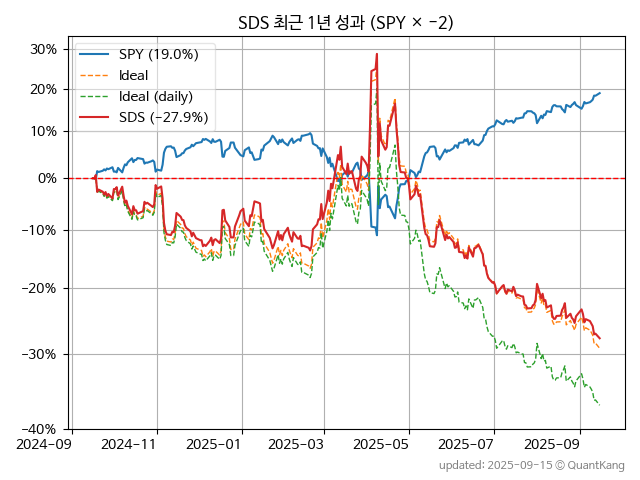 SDS 최근 1년 성과 (SPY × −2)
30%
20%
10%
0%
−10%
−20%
−30%
−40%
SPY (19.0%)
Ideal
Ideal (daily)
SDS (−27.9%)
2024-09 2024-11 2025-01 2025-03 2025-05 2025-07 2025-09
updated: 2025-09-15 © QuantKang